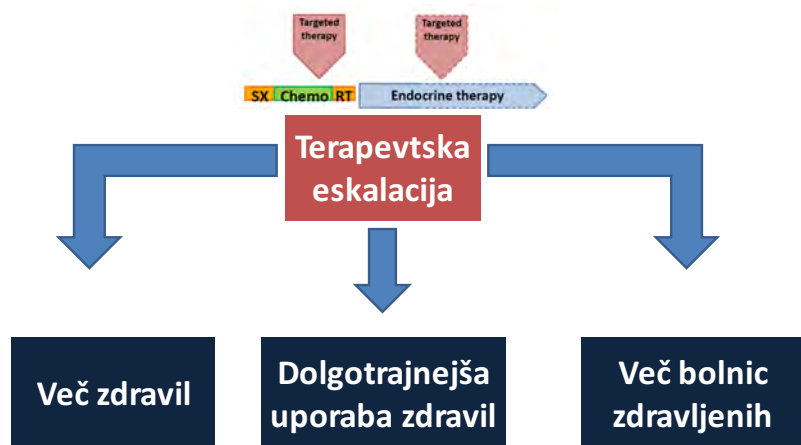 Targeted
therapy
Targeted
therapy
SX Chemo RT Endocrine therapy
Terapevtska
eskalacija
Več zdravil
Dolgotrajnejša
uporaba zdravil
Več bolnic
zdravljenih